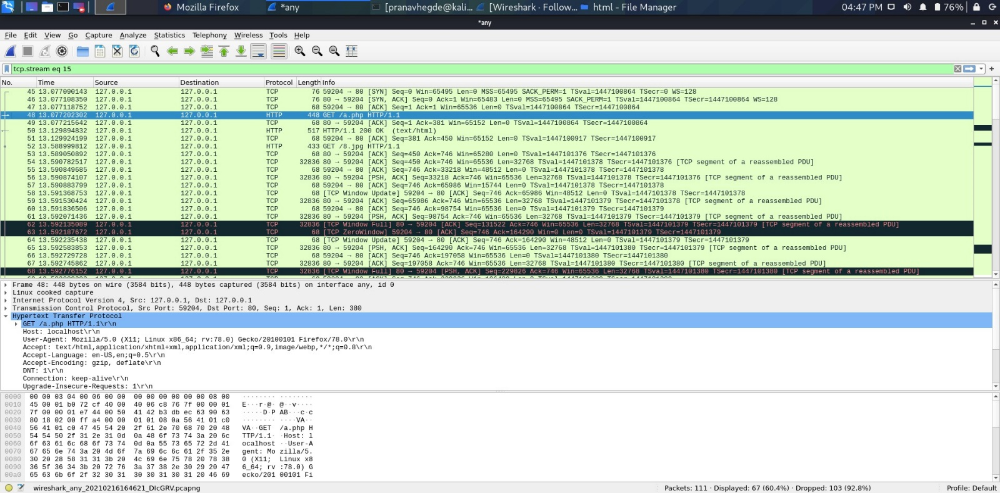 Mozilla Firefox
*any
[pranavhegde@kali...
[Wireshark · Follow...
html - File Manager
04:47 PM
76%
*any
File Edit View Go Capture Analyze Statistics Telephony Wireless Tools Help
tcp.stream eq 15
No. Time Source Destination Protocol Length Info
45 13.077090143 127.0.0.1 127.0.0.1 TCP 76 59204 → 80 [SYN] Seq=0 Win=65495 Len=0 MSS=65495 SACK_PERM=1 TSval=1447100864 TSecr=0 WS=128
46 13.077108350 127.0.0.1 127.0.0.1 TCP 76 80 → 59204 [SYN, ACK] Seq=0 Ack=1 Win=65483 Len=0 MSS=65495 SACK_PERM=1 TSval=1447100864 TSecr=1447100864 WS=128
47 13.077118752 127.0.0.1 127.0.0.1 TCP 68 59204 → 80 [ACK] Seq=1 Ack=1 Win=65536 Len=0 TSval=1447100864 TSecr=1447100864
48 13.077202302 127.0.0.1 127.0.0.1 HTTP 448 GET /a.php HTTP/1.1
49 13.077215642 127.0.0.1 127.0.0.1 TCP 68 80 → 59204 [ACK] Seq=1 Ack=381 Win=65152 Len=0 TSval=1447100864 TSecr=1447100864
50 13.129894832 127.0.0.1 127.0.0.1 HTTP 517 HTTP/1.1 200 OK (text/html)
51 13.129924199 127.0.0.1 127.0.0.1 TCP 68 59204 → 80 [ACK] Seq=381 Ack=450 Win=65152 Len=0 TSval=1447100917 TSecr=1447100917
52 13.588999812 127.0.0.1 127.0.0.1 HTTP 433 GET /8.jpg HTTP/1.1
53 13.589050892 127.0.0.1 127.0.0.1 TCP 68 80 → 59204 [ACK] Seq=450 Ack=746 Win=65280 Len=0 TSval=1447101376 TSecr=1447101376
54 13.590782517 127.0.0.1 127.0.0.1 TCP 32836 80 → 59204 [ACK] Seq=450 Ack=746 Win=65536 Len=32768 TSval=1447101378 TSecr=1447101376 [TCP segment of a reassembled PDU]
55 13.590849685 127.0.0.1 127.0.0.1 TCP 68 59204 → 80 [ACK] Seq=746 Ack=33218 Win=48512 Len=0 TSval=1447101378 TSecr=1447101378
56 13.590874107 127.0.0.1 127.0.0.1 TCP 32836 80 → 59204 [PSH, ACK] Seq=33218 Ack=746 Win=65536 Len=32768 TSval=1447101378 TSecr=1447101376 [TCP segment of a reassembled PDU]
57 13.590883799 127.0.0.1 127.0.0.1 TCP 68 59204 → 80 [ACK] Seq=746 Ack=65986 Win=15744 Len=0 TSval=1447101378 TSecr=1447101378
58 13.591368753 127.0.0.1 127.0.0.1 TCP 68 [TCP Window Update] 59204 → 80 [ACK] Seq=746 Ack=65986 Win=48512 Len=0 TSval=1447101378 TSecr=1447101378
59 13.591530424 127.0.0.1 127.0.0.1 TCP 32836 80 → 59204 [ACK] Seq=65986 Ack=746 Win=65536 Len=32768 TSval=1447101379 TSecr=1447101378 [TCP segment of a reassembled PDU]
60 13.591836506 127.0.0.1 127.0.0.1 TCP 68 59204 → 80 [ACK] Seq=746 Ack=98754 Win=65536 Len=0 TSval=1447101379 TSecr=1447101379
61 13.592071436 127.0.0.1 127.0.0.1 TCP 32836 80 → 59204 [PSH, ACK] Seq=98754 Ack=746 Win=65536 Len=32768 TSval=1447101379 TSecr=1447101379 [TCP segment of a reassembled PDU]
62 13.592135089 127.0.0.1 127.0.0.1 TCP 32836 [TCP Window Full] 80 → 59204 [ACK] Seq=131522 Ack=746 Win=65536 Len=32768 TSval=1447101379 TSecr=1447101379 [TCP segment of a reassembled PDU]
63 13.592187672 127.0.0.1 127.0.0.1 TCP 68 [TCP ZeroWindow] 59204 → 80 [ACK] Seq=746 Ack=164290 Win=0 Len=0 TSval=1447101379 TSecr=1447101379
64 13.592235438 127.0.0.1 127.0.0.1 TCP 68 [TCP Window Update] 59204 → 80 [ACK] Seq=746 Ack=164290 Win=48512 Len=0 TSval=1447101379 TSecr=1447101379
65 13.592583853 127.0.0.1 127.0.0.1 TCP 32836 80 → 59204 [PSH, ACK] Seq=164290 Ack=746 Win=65536 Len=32768 TSval=1447101380 TSecr=1447101379 [TCP segment of a reassembled PDU]
66 13.592729728 127.0.0.1 127.0.0.1 TCP 68 59204 → 80 [ACK] Seq=746 Ack=197058 Win=65536 Len=0 TSval=1447101380 TSecr=1447101380
67 13.592745862 127.0.0.1 127.0.0.1 TCP 32836 80 → 59204 [ACK] Seq=197058 Ack=746 Win=65536 Len=32768 TSval=1447101380 TSecr=1447101380 [TCP segment of a reassembled PDU]
68 13.592776152 127.0.0.1 127.0.0.1 TCP 32836 [TCP Window Full] 80 → 59204 [PSH, ACK] Seq=229826 Ack=746 Win=65536 Len=32768 TSval=1447101380 TSecr=1447101380 [TCP segment of a reassembled PDU]
Frame 48: 448 bytes on wire (3584 bits), 448 bytes captured (3584 bits) on interface any, id 0
Linux cooked capture
Internet Protocol Version 4, Src: 127.0.0.1, Dst: 127.0.0.1
Transmission Control Protocol, Src Port: 59204, Dst Port: 80, Seq: 1, Ack: 1, Len: 380
Hypertext Transfer Protocol
GET /a.php HTTP/1.1\r\n
Host: localhost\r\n
User-Agent: Mozilla/5.0 (X11; Linux x86_64; rv:78.0) Gecko/20100101 Firefox/78.0\r\n
Accept: text/html,application/xhtml+xml,application/xml;q=0.9,image/webp,*/*;q=0.8\r\n
Accept-Language: en-US,en;q=0.5\r\n
Accept-Encoding: gzip, deflate\r\n
DNT: 1\r\n
Connection: keep-alive\r\n
Upgrade-Insecure-Requests: 1\r\n
0000 00 00 03 04 00 06 00 00 00 00 00 00 00 00 08 00 ········ ········
0010 45 00 01 b0 72 cf 40 00 40 06 c8 76 7f 00 00 01 E···r·@· @··v····
0020 7f 00 00 01 e7 44 00 50 41 42 b3 db ec 63 90 63 ·····D·P AB···c·c
0030 80 18 02 00 ff a4 00 00 01 01 08 0a 56 41 01 c0 ········ ····VA··
0040 56 41 01 c0 47 45 54 20 2f 61 2e 70 68 70 20 48 VA··GET /a.php H
0050 54 54 50 2f 31 2e 31 0d 0a 48 6f 73 74 3a 20 6c TTP/1.1· ·Host: l
0060 6f 63 61 6c 68 6f 73 74 0d 0a 55 73 65 72 2d 41 ocalhost ··User-A
0070 67 65 6e 74 3a 20 4d 6f 7a 69 6c 6c 61 2f 35 2e gent: Mo zilla/5.
0080 30 20 28 58 31 31 3b 20 4c 69 6e 75 78 20 78 38 0 (X11; Linux x8
0090 36 5f 36 34 3b 20 72 76 3a 37 38 2e 30 29 20 47 6_64; rv :78.0) G
00a0 65 63 6b 6f 2f 32 30 31 30 30 31 30 31 20 46 69 ecko/201 00101 Fi
wireshark_any_20210216164621_DIcGRV.pcapng
Packets: 111 · Displayed: 67 (60.4%) · Dropped: 103 (92.8%)
Profile: Default